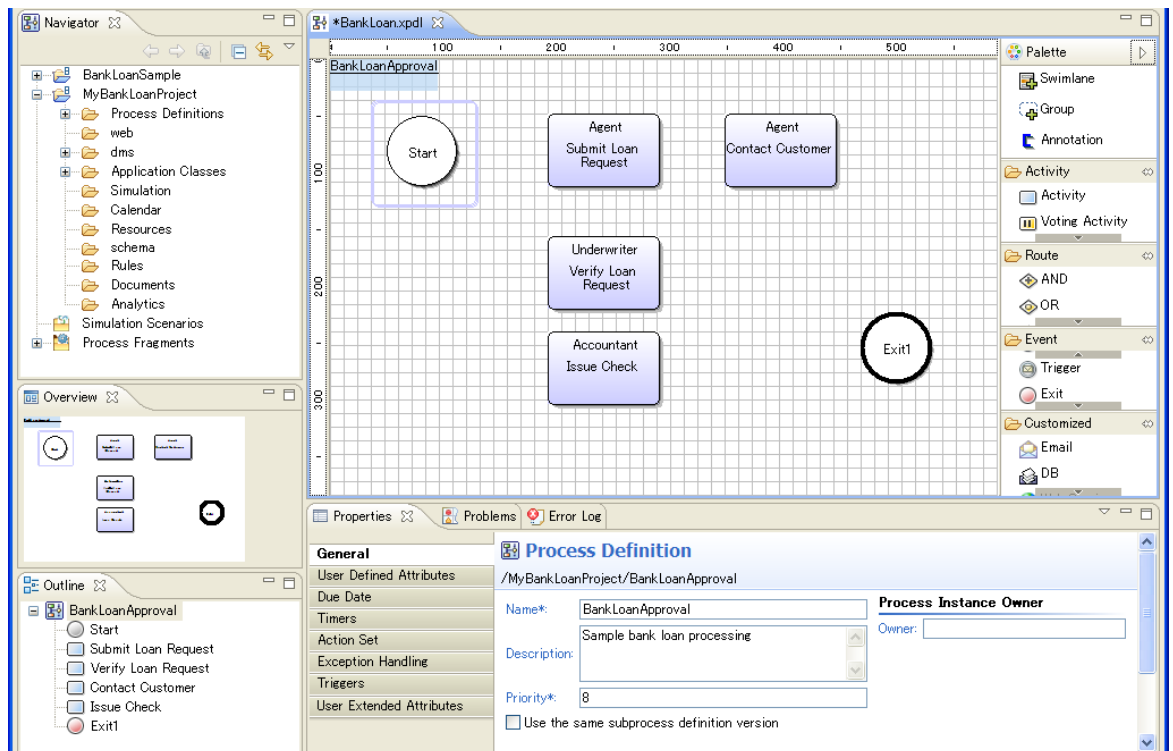 Navigator
BankLoanSample
MyBankLoanProject
Process Definitions
web
dms
Application Classes
Simulation
Calendar
Resources
schema
Rules
Documents
Analytics
Simulation Scenarios
Process Fragments
Overview
Outline
BankLoanApproval
Start
Submit Loan Request
Verify Loan Request
Contact Customer
Issue Check
Exit1
*BankLoan.xpdl
100 200 300 400 500
100
200
300
BankLoanApproval
Start
Agent
Submit Loan
Request
Agent
Contact Customer
Underwriter
Verify Loan
Request
Accountant
Issue Check
Exit1
Palette
Swimlane
Group
Annotation
Activity
Activity
Voting Activity
Route
AND
OR
Event
Trigger
Exit
Customized
Email
DB
Properties
Problems
Error Log
General
User Defined Attributes
Due Date
Timers
Action Set
Exception Handling
Triggers
User Extended Attributes
Process Definition
/MyBankLoanProject/BankLoanApproval
Name*: BankLoanApproval
Description: Sample bank loan processing
Priority*: 8
Use the same subprocess definition version
Process Instance Owner
Owner: